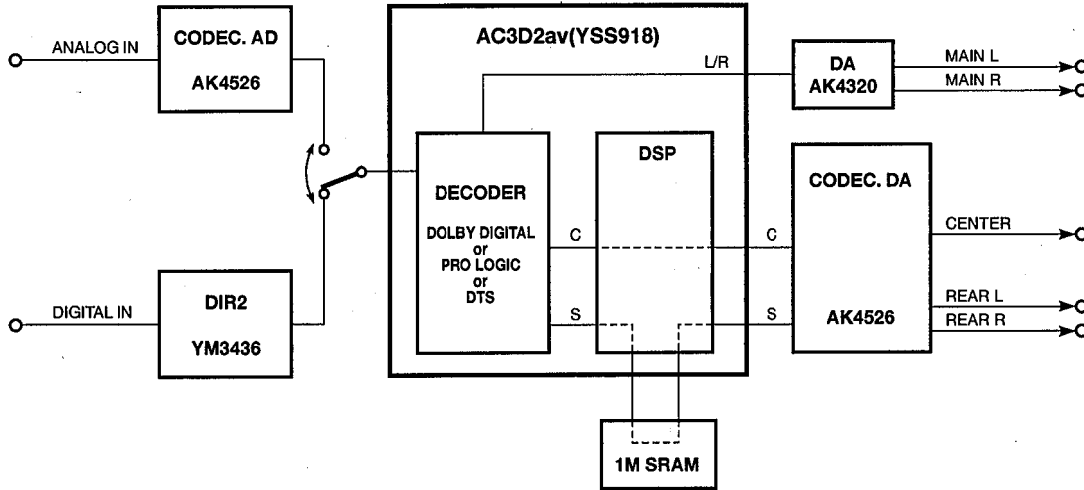 ANALOG IN
CODEC. AD
AK4526
AC3D2av(YSS918)
L/R
DA
AK4320
MAIN L
MAIN R
DECODER
DOLBY DIGITAL
or
PRO LOGIC
or
DTS
DSP
C
C
S
S
CODEC. DA
AK4526
CENTER
REAR L
REAR R
DIGITAL IN
DIR2
YM3436
1M SRAM